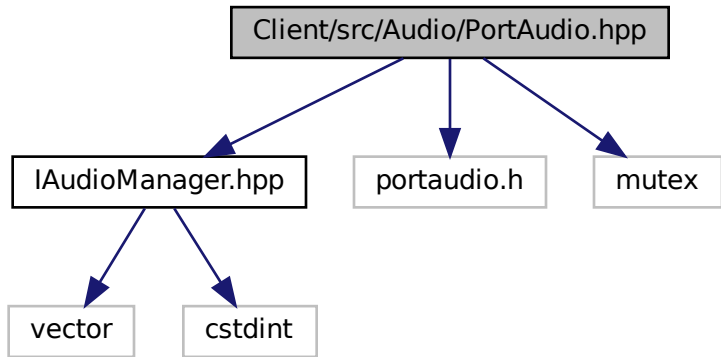 Client/src/Audio/PortAudio.hpp
IAudioManager.hpp
portaudio.h
mutex
vector
cstdint